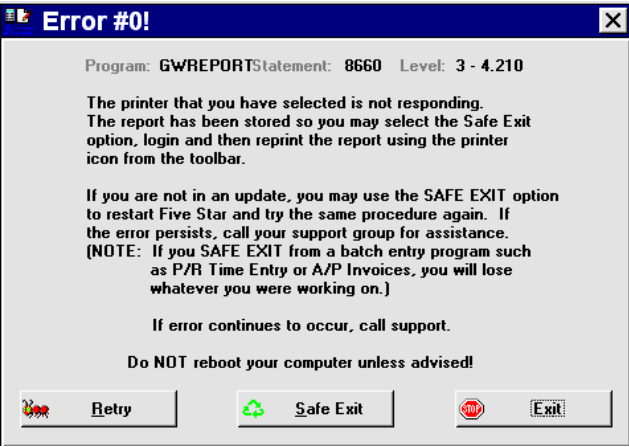 Error #0!
Program: GWREPORT Statement: 8660 Level: 3 - 4.210
The printer that you have selected is not responding.
The report has been stored so you may select the Safe Exit
option, login and then reprint the report using the printer
icon from the toolbar.
If you are not in an update, you may use the SAFE EXIT option
to restart Five Star and try the same procedure again. If
the error persists, call your support group for assistance.
(NOTE: If you SAFE EXIT from a batch entry program such
as P/R Time Entry or A/P Invoices, you will lose
whatever you were working on.)
If error continues to occur, call support.
Do NOT reboot your computer unless advised!
Retry Safe Exit STOP Exit